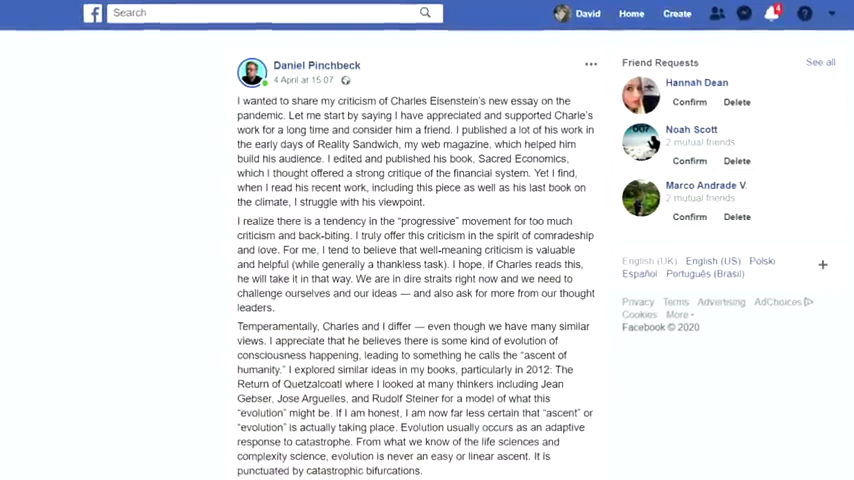 Search
David Home Create
4
Daniel Pinchbeck
4 April at 15:07
I wanted to share my criticism of Charles Eisenstein's new essay on the
pandemic. Let me start by saying I have appreciated and supported Charle's
work for a long time and consider him a friend. I published a lot of his work in
the early days of Reality Sandwich, my web magazine, which helped him
build his audience. I edited and published his book, Sacred Economics,
which I thought offered a strong critique of the financial system. Yet I find,
when I read his recent work, including this piece as well as his last book on
the climate, I struggle with his viewpoint.
I realize there is a tendency in the "progressive" movement for too much
criticism and back-biting. I truly offer this criticism in the spirit of comradeship
and love. For me, I tend to believe that well-meaning criticism is valuable
and helpful (while generally a thankless task). I hope, if Charles reads this,
he will take it in that way. We are in dire straits right now and we need to
challenge ourselves and our ideas — and also ask for more from our thought
leaders.
Temperamentally, Charles and I differ — even though we have many similar
views. I appreciate that he believes there is some kind of evolution of
consciousness happening, leading to something he calls the "ascent of
humanity." I explored similar ideas in my books, particularly in 2012: The
Return of Quetzalcoatl where I looked at many thinkers including Jean
Gebser, Jose Arguelles, and Rudolf Steiner for a model of what this
"evolution" might be. If I am honest, I am now far less certain that "ascent" or
"evolution" is actually taking place. Evolution usually occurs as an adaptive
response to catastrophe. From what we know of the life sciences and
complexity science, evolution is never an easy or linear ascent. It is
punctuated by catastrophic bifurcations.
Friend Requests See all
Hannah Dean
Confirm Delete
007
Noah Scott
2 mutual friends
Confirm Delete
Marco Andrade V.
2 mutual friends
Confirm Delete
English (UK) · English (US) · Polski
Español · Português (Brasil)
Privacy · Terms · Advertising · AdChoices
Cookies · More
Facebook © 2020